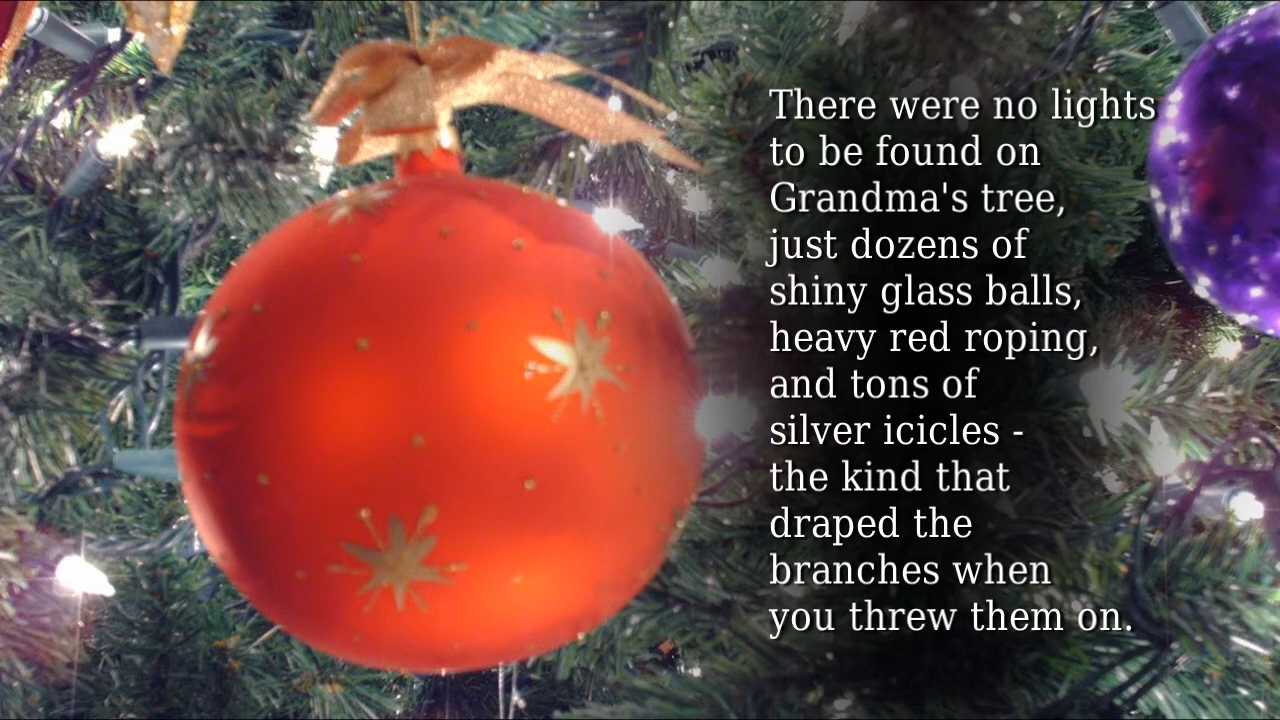 There were no lights
to be found on
Grandma's tree,
just dozens of
shiny glass balls,
heavy red roping,
and tons of
silver icicles -
the kind that
draped the
branches when
you threw them on.